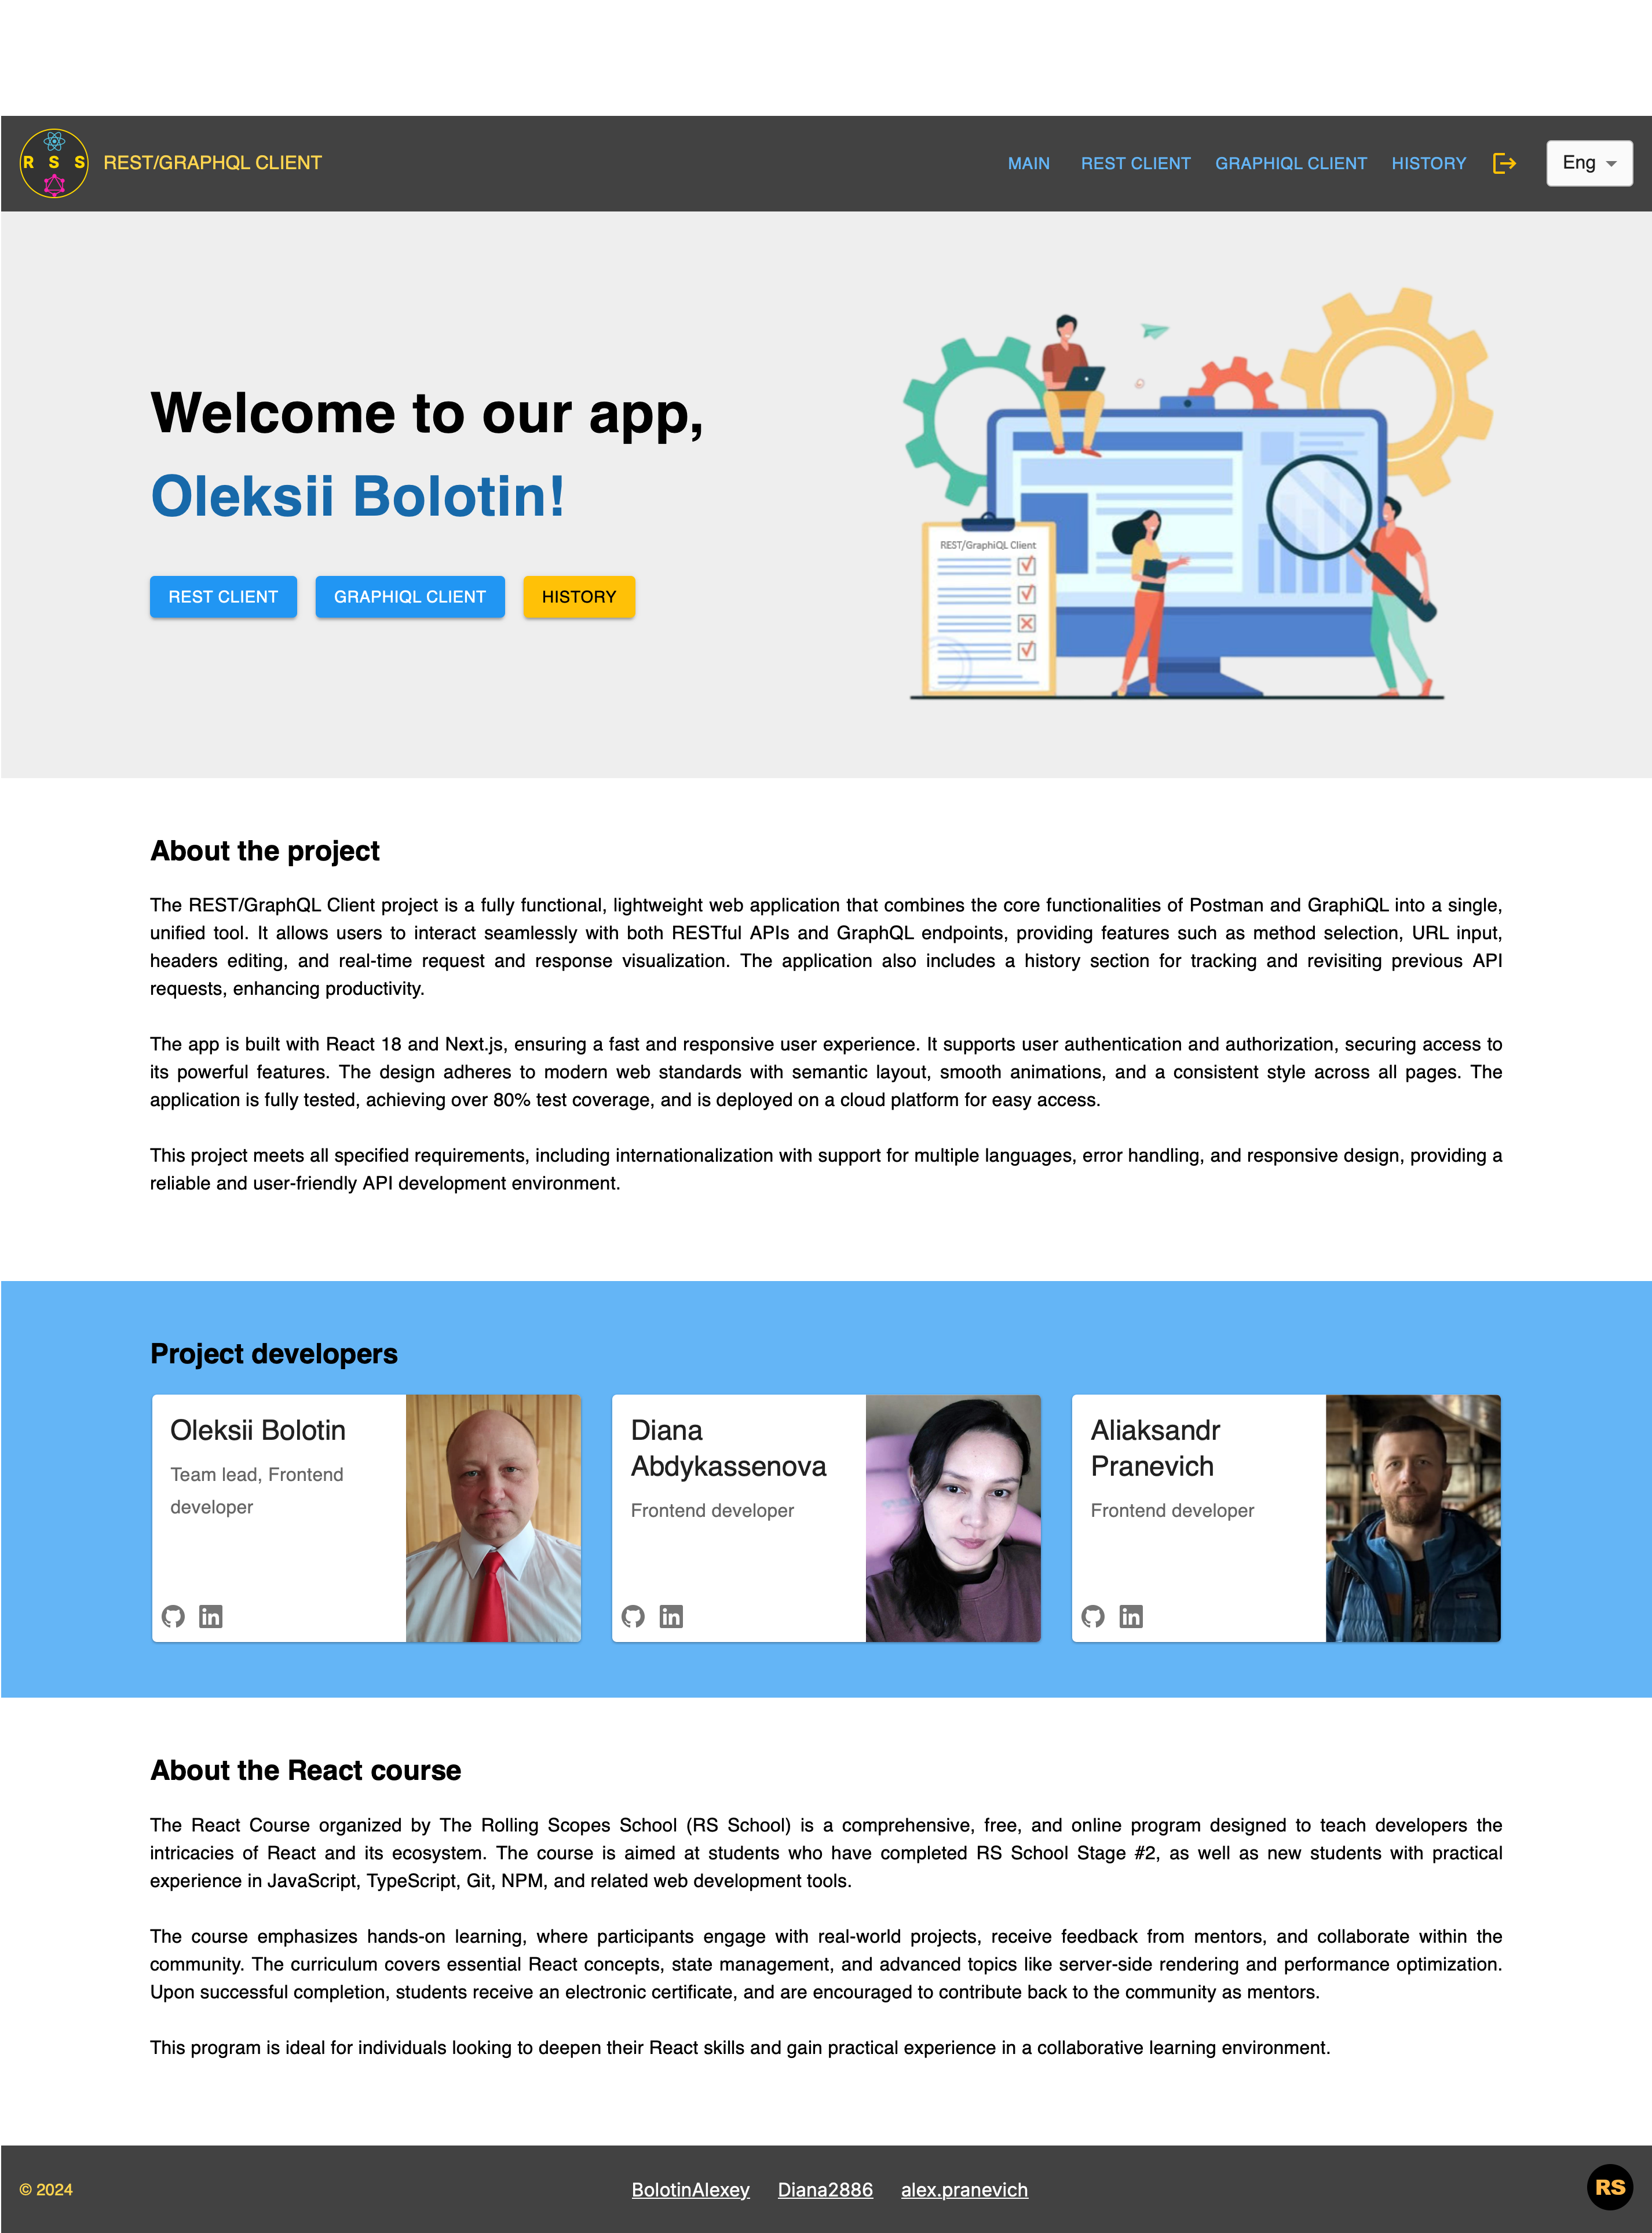 R S S
REST/GRAPHQL CLIENT
MAIN REST CLIENT GRAPHIQL CLIENT HISTORY Eng
Welcome to our app,
Oleksii Bolotin!
REST CLIENT GRAPHIQL CLIENT HISTORY
REST/GraphiQL Client
About the project
The REST/GraphQL Client project is a fully functional, lightweight web application that combines the core functionalities of Postman and GraphiQL into a single,
unified tool. It allows users to interact seamlessly with both RESTful APIs and GraphQL endpoints, providing features such as method selection, URL input,
headers editing, and real-time request and response visualization. The application also includes a history section for tracking and revisiting previous API
requests, enhancing productivity.
The app is built with React 18 and Next.js, ensuring a fast and responsive user experience. It supports user authentication and authorization, securing access to
its powerful features. The design adheres to modern web standards with semantic layout, smooth animations, and a consistent style across all pages. The
application is fully tested, achieving over 80% test coverage, and is deployed on a cloud platform for easy access.
This project meets all specified requirements, including internationalization with support for multiple languages, error handling, and responsive design, providing a
reliable and user-friendly API development environment.
Project developers
Oleksii Bolotin
Team lead, Frontend
developer
in
Diana
Abdykassenova
Frontend developer
in
Aliaksandr
Pranevich
Frontend developer
in
About the React course
The React Course organized by The Rolling Scopes School (RS School) is a comprehensive, free, and online program designed to teach developers the
intricacies of React and its ecosystem. The course is aimed at students who have completed RS School Stage #2, as well as new students with practical
experience in JavaScript, TypeScript, Git, NPM, and related web development tools.
The course emphasizes hands-on learning, where participants engage with real-world projects, receive feedback from mentors, and collaborate within the
community. The curriculum covers essential React concepts, state management, and advanced topics like server-side rendering and performance optimization.
Upon successful completion, students receive an electronic certificate, and are encouraged to contribute back to the community as mentors.
This program is ideal for individuals looking to deepen their React skills and gain practical experience in a collaborative learning environment.
© 2024 BolotinAlexey Diana2886 alex.pranevich RS